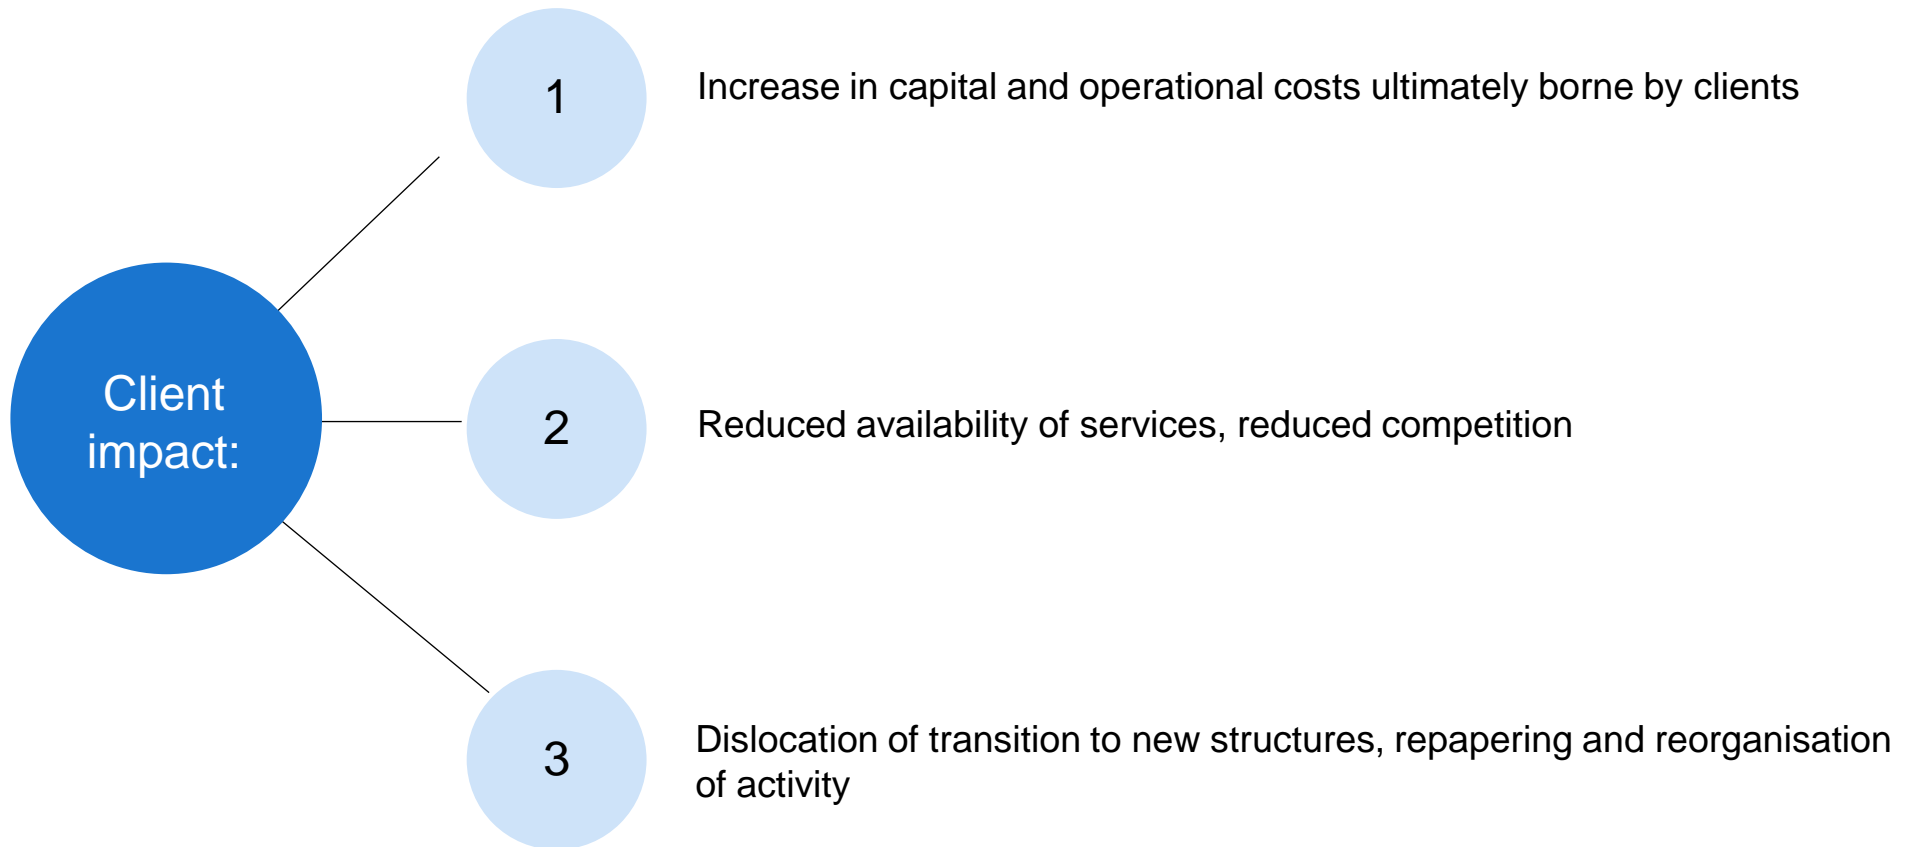 1
Increase in capital and operational costs ultimately borne by clients
Client
impact:
2
Reduced availability of services, reduced competition
3
Dislocation of transition to new structures, repapering and reorganisation
of activity